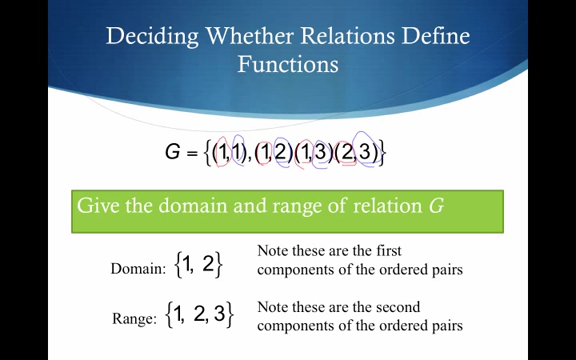 Deciding Whether Relations Define
Functions
G = {(1,1),(1,2)(1,3)(2,3)}
Give the domain and range of relation G
Domain: {1, 2}
Note these are the first
components of the ordered pairs
Range: {1, 2, 3}
Note these are the second
components of the ordered pairs